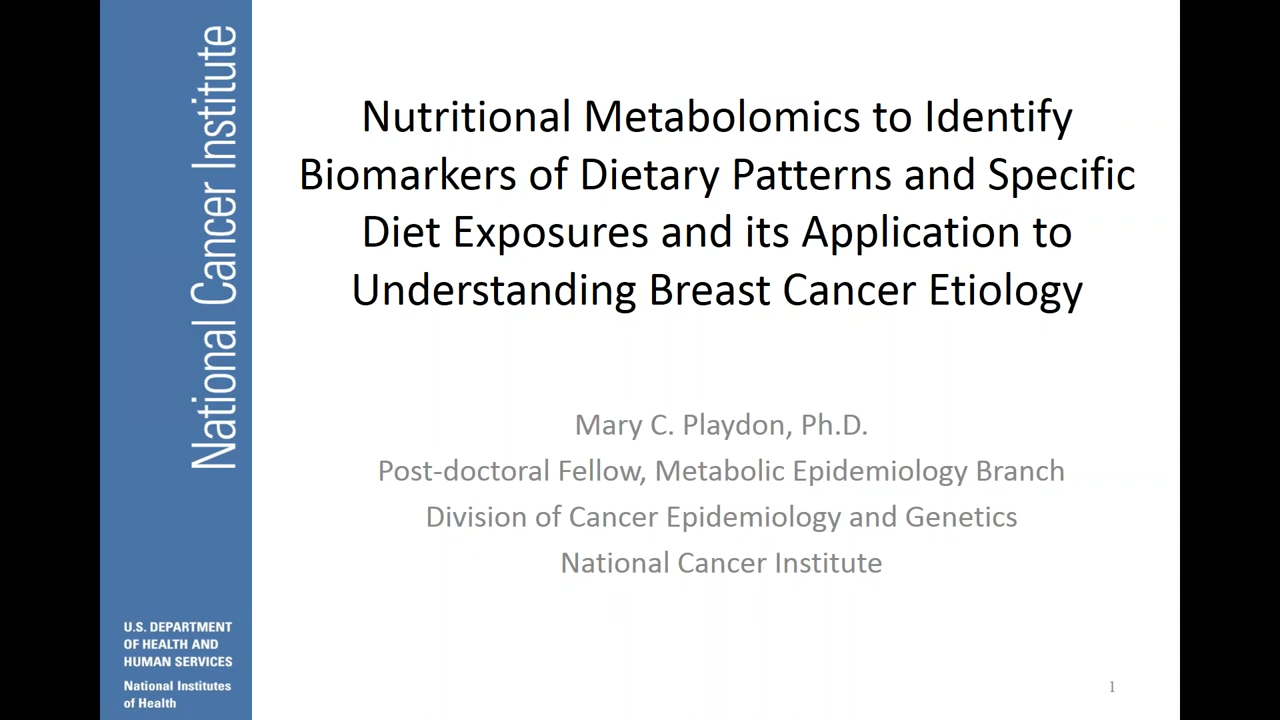 National Cancer Institute
U.S. DEPARTMENT
OF HEALTH AND
HUMAN SERVICES
National Institutes
of Health
Nutritional Metabolomics to Identify
Biomarkers of Dietary Patterns and Specific
Diet Exposures and its Application to
Understanding Breast Cancer Etiology
Mary C. Playdon, Ph.D.
Post-doctoral Fellow, Metabolic Epidemiology Branch
Division of Cancer Epidemiology and Genetics
National Cancer Institute
1